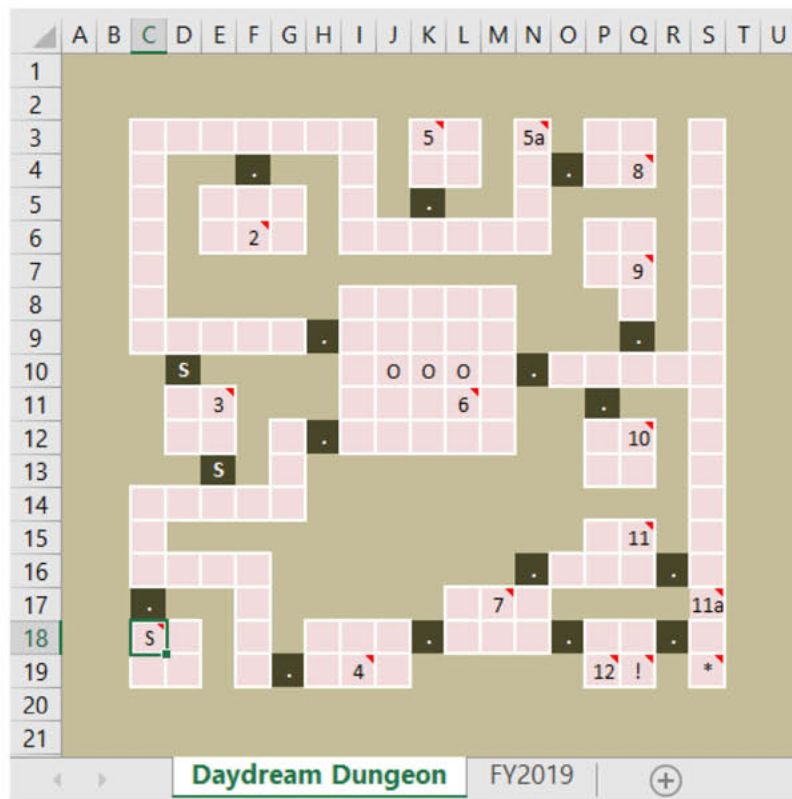 A B C D E F G H I J K L M N O P Q R S T U
1
2
3 5 5a
4 . . 8
5 .
6 2
7 9
8
9 . . .
10 S O O O .
11 3 6 .
12 . 10
13 S
14
15 11
16 . .
17 . 7 11a
18 S . . .
19 . 4 12 ! *
20
21
Daydream Dungeon FY2019